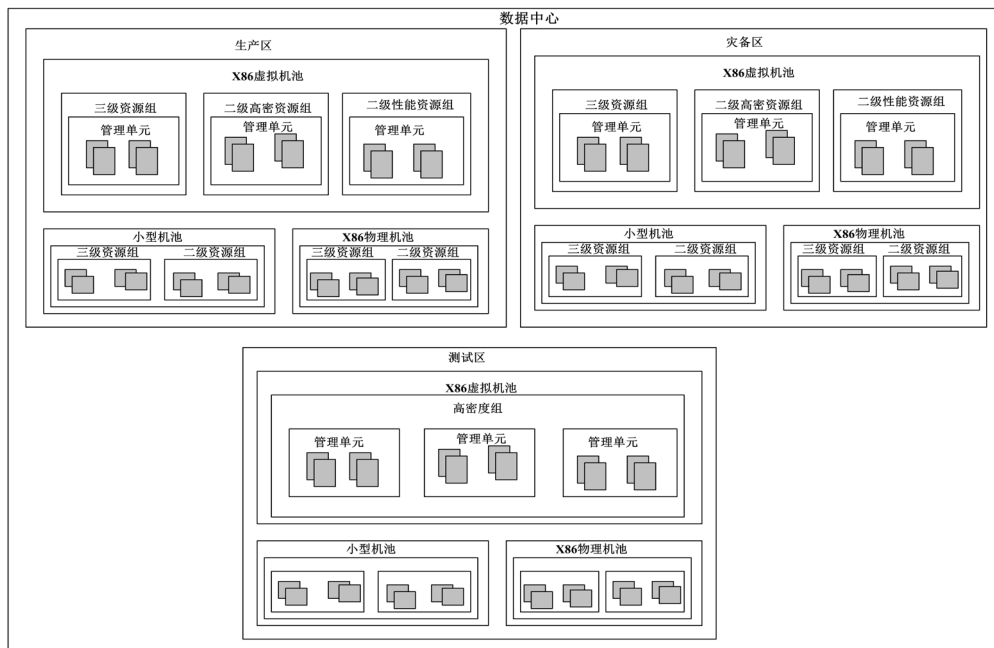 数据中心
生产区
X86虚拟机池
三级资源组
二级高密资源组
二级性能资源组
管理单元
管理单元
管理单元
小型机池
三级资源组
二级资源组
X86物理机池
三级资源组
二级资源组
灾备区
X86虚拟机池
三级资源组
二级高密资源组
二级性能资源组
管理单元
管理单元
管理单元
小型机池
三级资源组
二级资源组
X86物理机池
三级资源组
二级资源组
测试区
X86虚拟机池
高密度组
管理单元
管理单元
管理单元
小型机池
X86物理机池